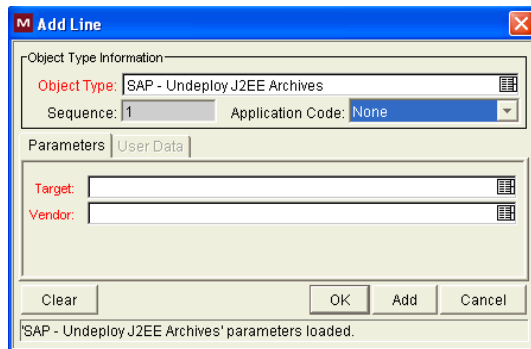 M Add Line
Object Type Information
Object Type: SAP - Undeploy J2EE Archives
Sequence: 1 Application Code: None
Parameters User Data
Target:
Vendor:
Clear OK Add Cancel
'SAP - Undeploy J2EE Archives' parameters loaded.